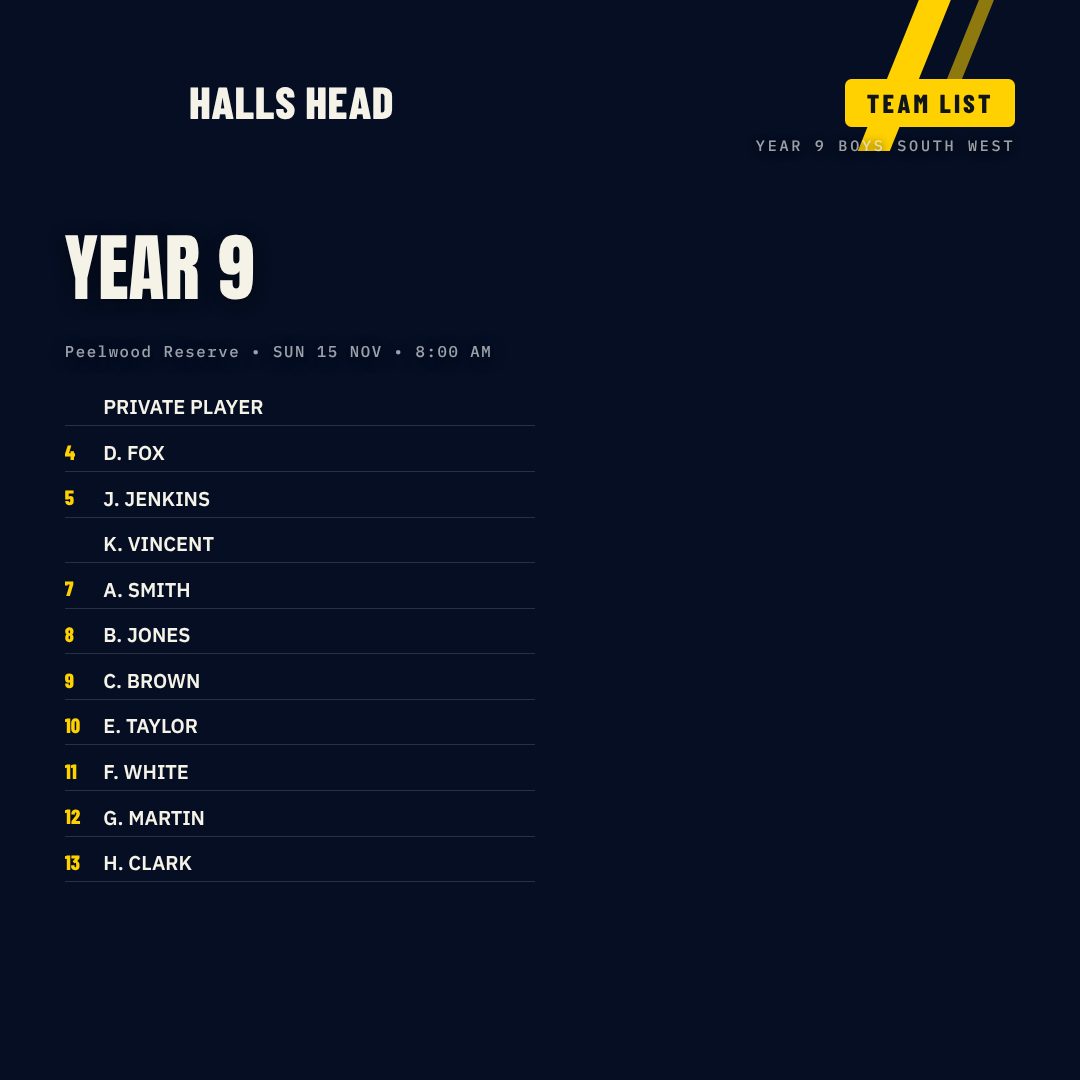 HALLS HEAD
TEAM LIST
YEAR 9 BOYS SOUTH WEST
YEAR 9
Peelwood Reserve • SUN 15 NOV • 8:00 AM
PRIVATE PLAYER
4 D. FOX
5 J. JENKINS
K. VINCENT
7 A. SMITH
8 B. JONES
9 C. BROWN
10 E. TAYLOR
11 F. WHITE
12 G. MARTIN
13 H. CLARK